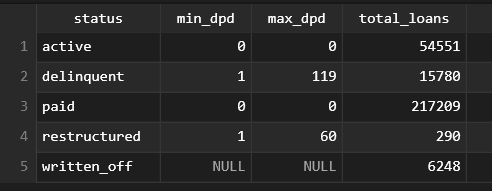 status min_dpd max_dpd total_loans
1 active 0 0 54551
2 delinquent 1 119 15780
3 paid 0 0 217209
4 restructured 1 60 290
5 written_off NULL NULL 6248